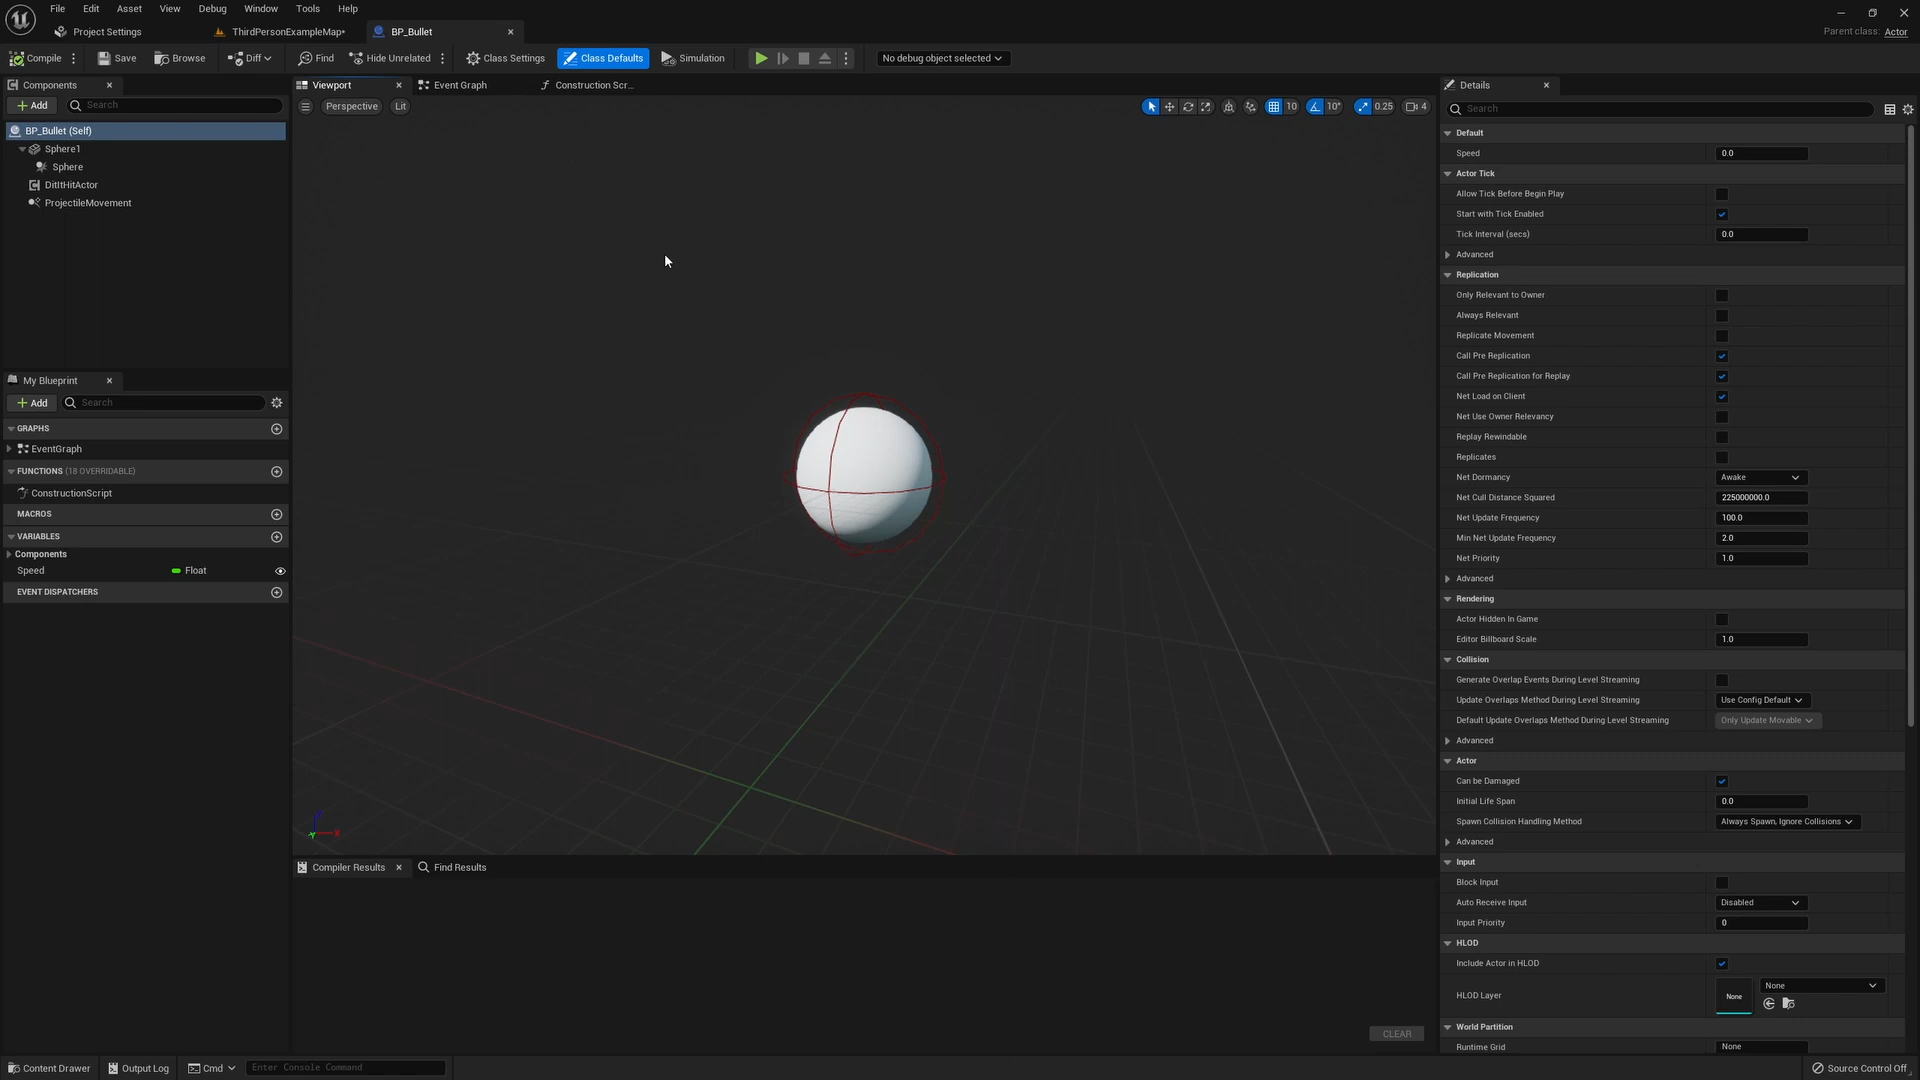 File Edit Asset View Debug Window Tools Help
Project Settings ThirdPersonExampleMap* BP_Bullet
Parent class: Actor
Compile Save Browse Diff Find Hide Unrelated Class Settings Class Defaults Simulation No debug object selected
Components
Add Search
BP_Bullet (Self)
Sphere1
Sphere
DitItHitActor
ProjectileMovement
My Blueprint
Add Search
GRAPHS
EventGraph
FUNCTIONS (18 OVERRIDABLE)
ConstructionScript
MACROS
VARIABLES
Components
Speed Float
EVENT DISPATCHERS
Viewport Event Graph Construction Scr...
Perspective Lit
10 10° 0.25 4
X
Compiler Results Find Results
CLEAR
Details
Search
Default
Speed 0.0
Actor Tick
Allow Tick Before Begin Play
Start with Tick Enabled
Tick Interval (secs) 0.0
Advanced
Replication
Only Relevant to Owner
Always Relevant
Replicate Movement
Call Pre Replication
Call Pre Replication for Replay
Net Load on Client
Net Use Owner Relevancy
Replay Rewindable
Replicates
Net Dormancy Awake
Net Cull Distance Squared 225000000.0
Net Update Frequency 100.0
Min Net Update Frequency 2.0
Net Priority 1.0
Advanced
Rendering
Actor Hidden In Game
Editor Billboard Scale 1.0
Collision
Generate Overlap Events During Level Streaming
Update Overlaps Method During Level Streaming Use Config Default
Default Update Overlaps Method During Level Streaming Only Update Movable
Advanced
Actor
Can be Damaged
Initial Life Span 0.0
Spawn Collision Handling Method Always Spawn, Ignore Collisions
Advanced
Input
Block Input
Auto Receive Input Disabled
Input Priority 0
HLOD
Include Actor in HLOD
HLOD Layer None None
World Partition
Runtime Grid None
Content Drawer Output Log Cmd Enter Console Command Source Control Off